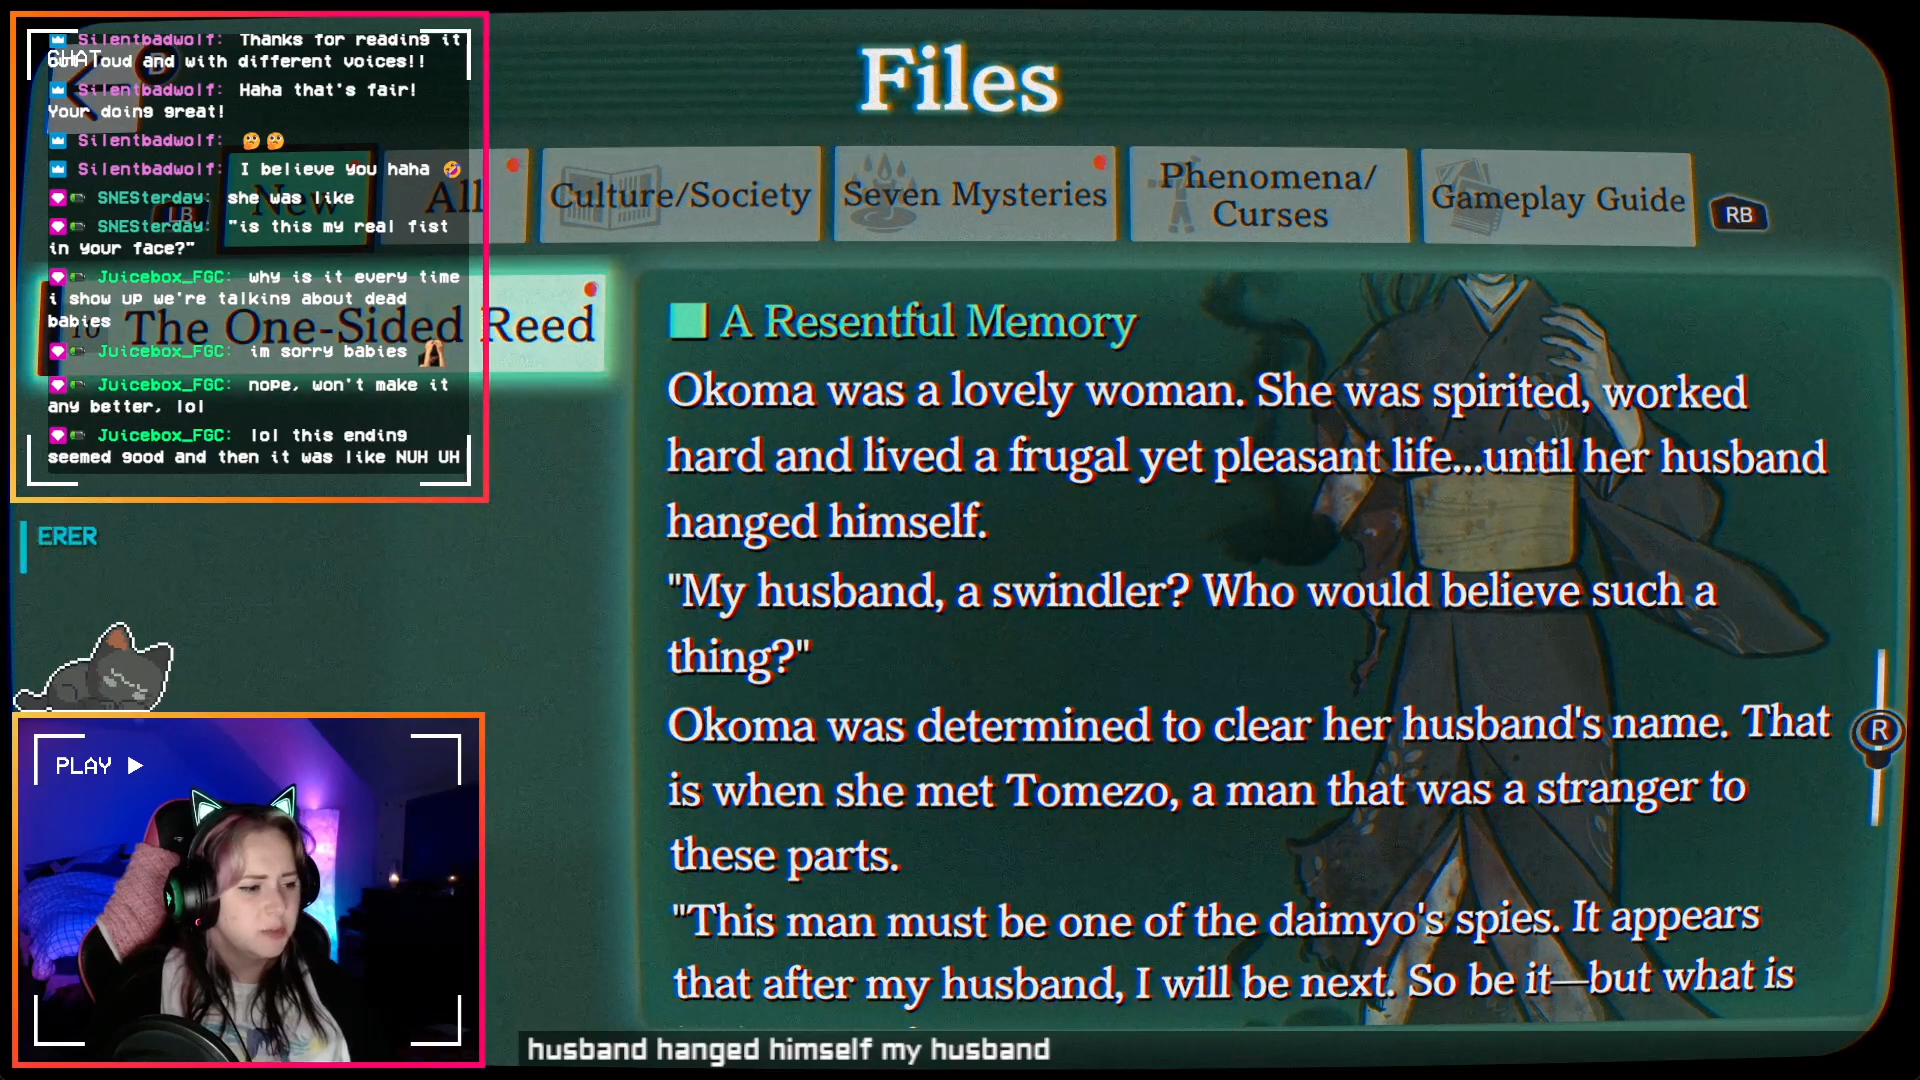 Silentbadwolf: Thanks for reading it
out loud and with different voices!!
CHAT
Silentbadwolf: Haha that's fair!
Your doing great!
Silentbadwolf: 🤔🤔
Silentbadwolf: I believe you haha 🤣
SNESterday: she was like
SNESterday: "is this my real fist
in your face?"
Juicebox_FGC: why is it every time
i show up we're talking about dead
babies
Juicebox_FGC: im sorry babies
Juicebox_FGC: nope, won't make it
any better, lol
Juicebox_FGC: lol this ending
seemed good and then it was like NUH UH
B
Files
LB
New
All
Culture/Society
Seven Mysteries
Phenomena/
Curses
Gameplay Guide
RB
The One-Sided Reed
A Resentful Memory
Okoma was a lovely woman. She was spirited, worked
hard and lived a frugal yet pleasant life...until her husband
hanged himself.
"My husband, a swindler? Who would believe such a
thing?"
Okoma was determined to clear her husband's name. That
is when she met Tomezo, a man that was a stranger to
these parts.
"This man must be one of the daimyo's spies. It appears
that after my husband, I will be next. So be it—but what is
R
ERER
PLAY
husband hanged himself my husband